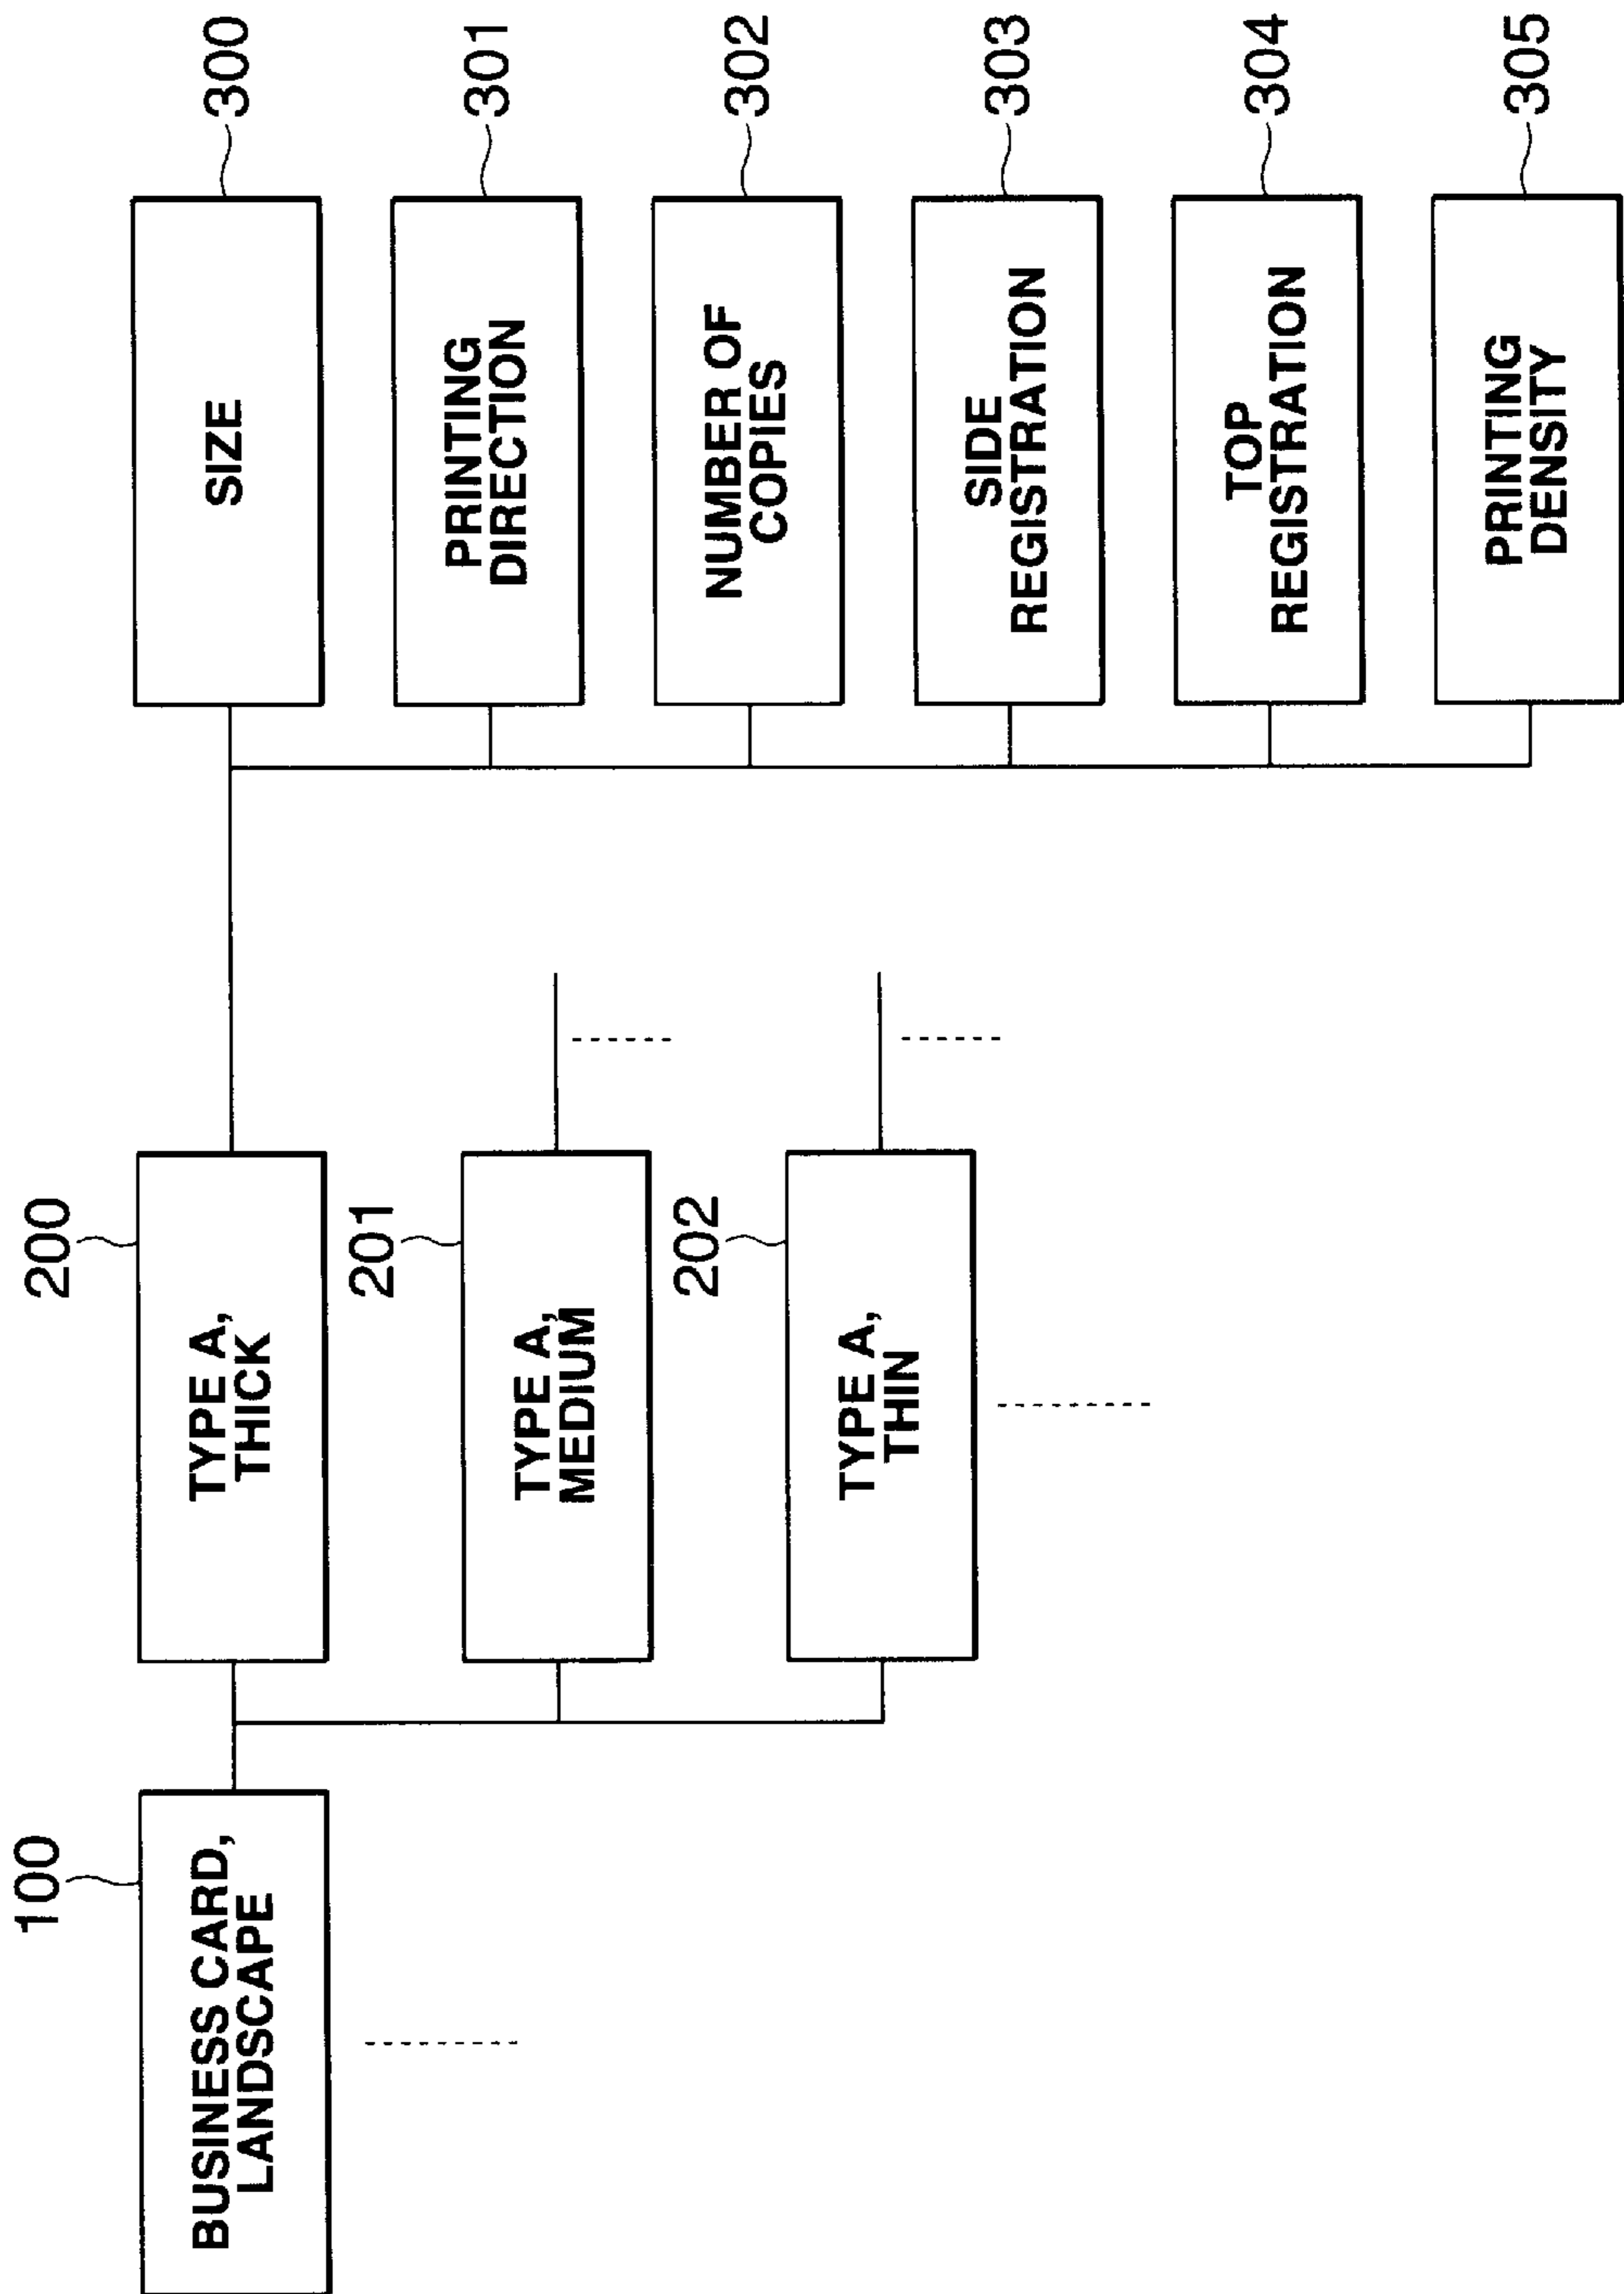 100
BUSINESS CARD,
LANDSCAPE
200
TYPE A,
THICK
201
TYPE A,
MEDIUM
202
TYPE A,
THIN
SIZE
300
PRINTING
DIRECTION
301
NUMBER OF
COPIES
302
SIDE
REGISTRATION
303
TOP
REGISTRATION
304
PRINTING
DENSITY
305